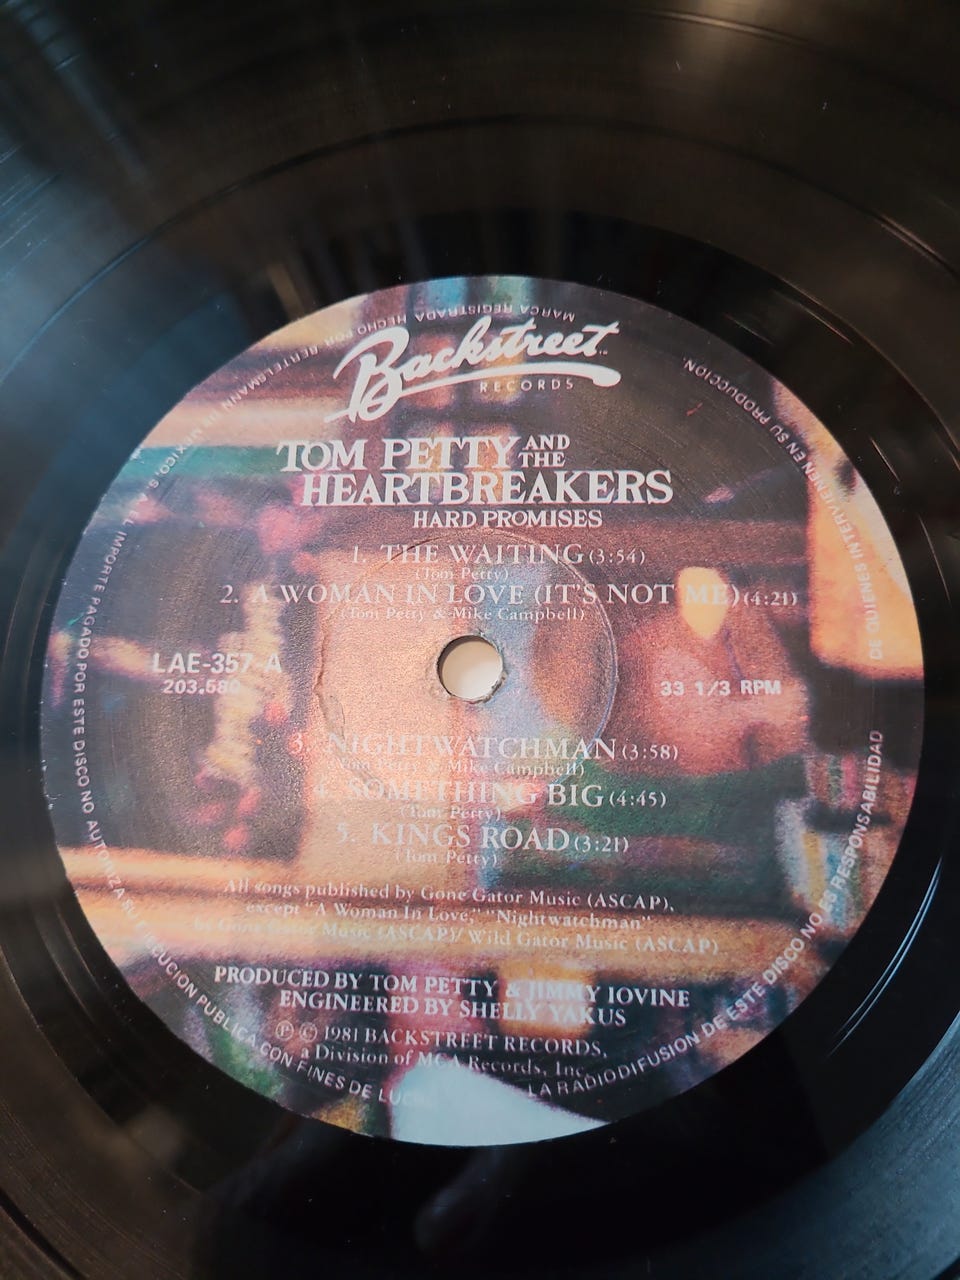 Backstreet
RECORDS
TOM PETTY AND THE
HEARTBREAKERS
HARD PROMISES
1. THE WAITING (3:54)
(Tom Petty)
2. A WOMAN IN LOVE (IT'S NOT ME) (4:21)
(Tom Petty & Mike Campbell)
LAE-357-A
203.680
33 1/3 RPM
3. NIGHTWATCHMAN (3:58)
(Tom Petty & Mike Campbell)
4. SOMETHING BIG (4:45)
(Tom Petty)
5. KINGS ROAD (3:21)
(Tom Petty)
All songs published by Gone Gator Music (ASCAP),
except "A Woman In Love," "Nightwatchman"
by Gone Gator Music (ASCAP)/ Wild Gator Music (ASCAP)
PRODUCED BY TOM PETTY & JIMMY IOVINE
ENGINEERED BY SHELLY YAKUS
Ⓟ © 1981 BACKSTREET RECORDS,
a Division of MCA Records, Inc.
MARCA REGISTRADA HECHO POR BERTELSMANN DE MEXICO, S.A. EL IMPORTE PAGADO POR ESTE DISCO NO AUTORIZA SU EJECUCION PUBLICA CON FINES DE
LA RADIODIFUSION DE ESTE DISCO NO ES RESPONSABILIDAD DE QUIENES INTERVIENEN EN SU PRODUCCION.